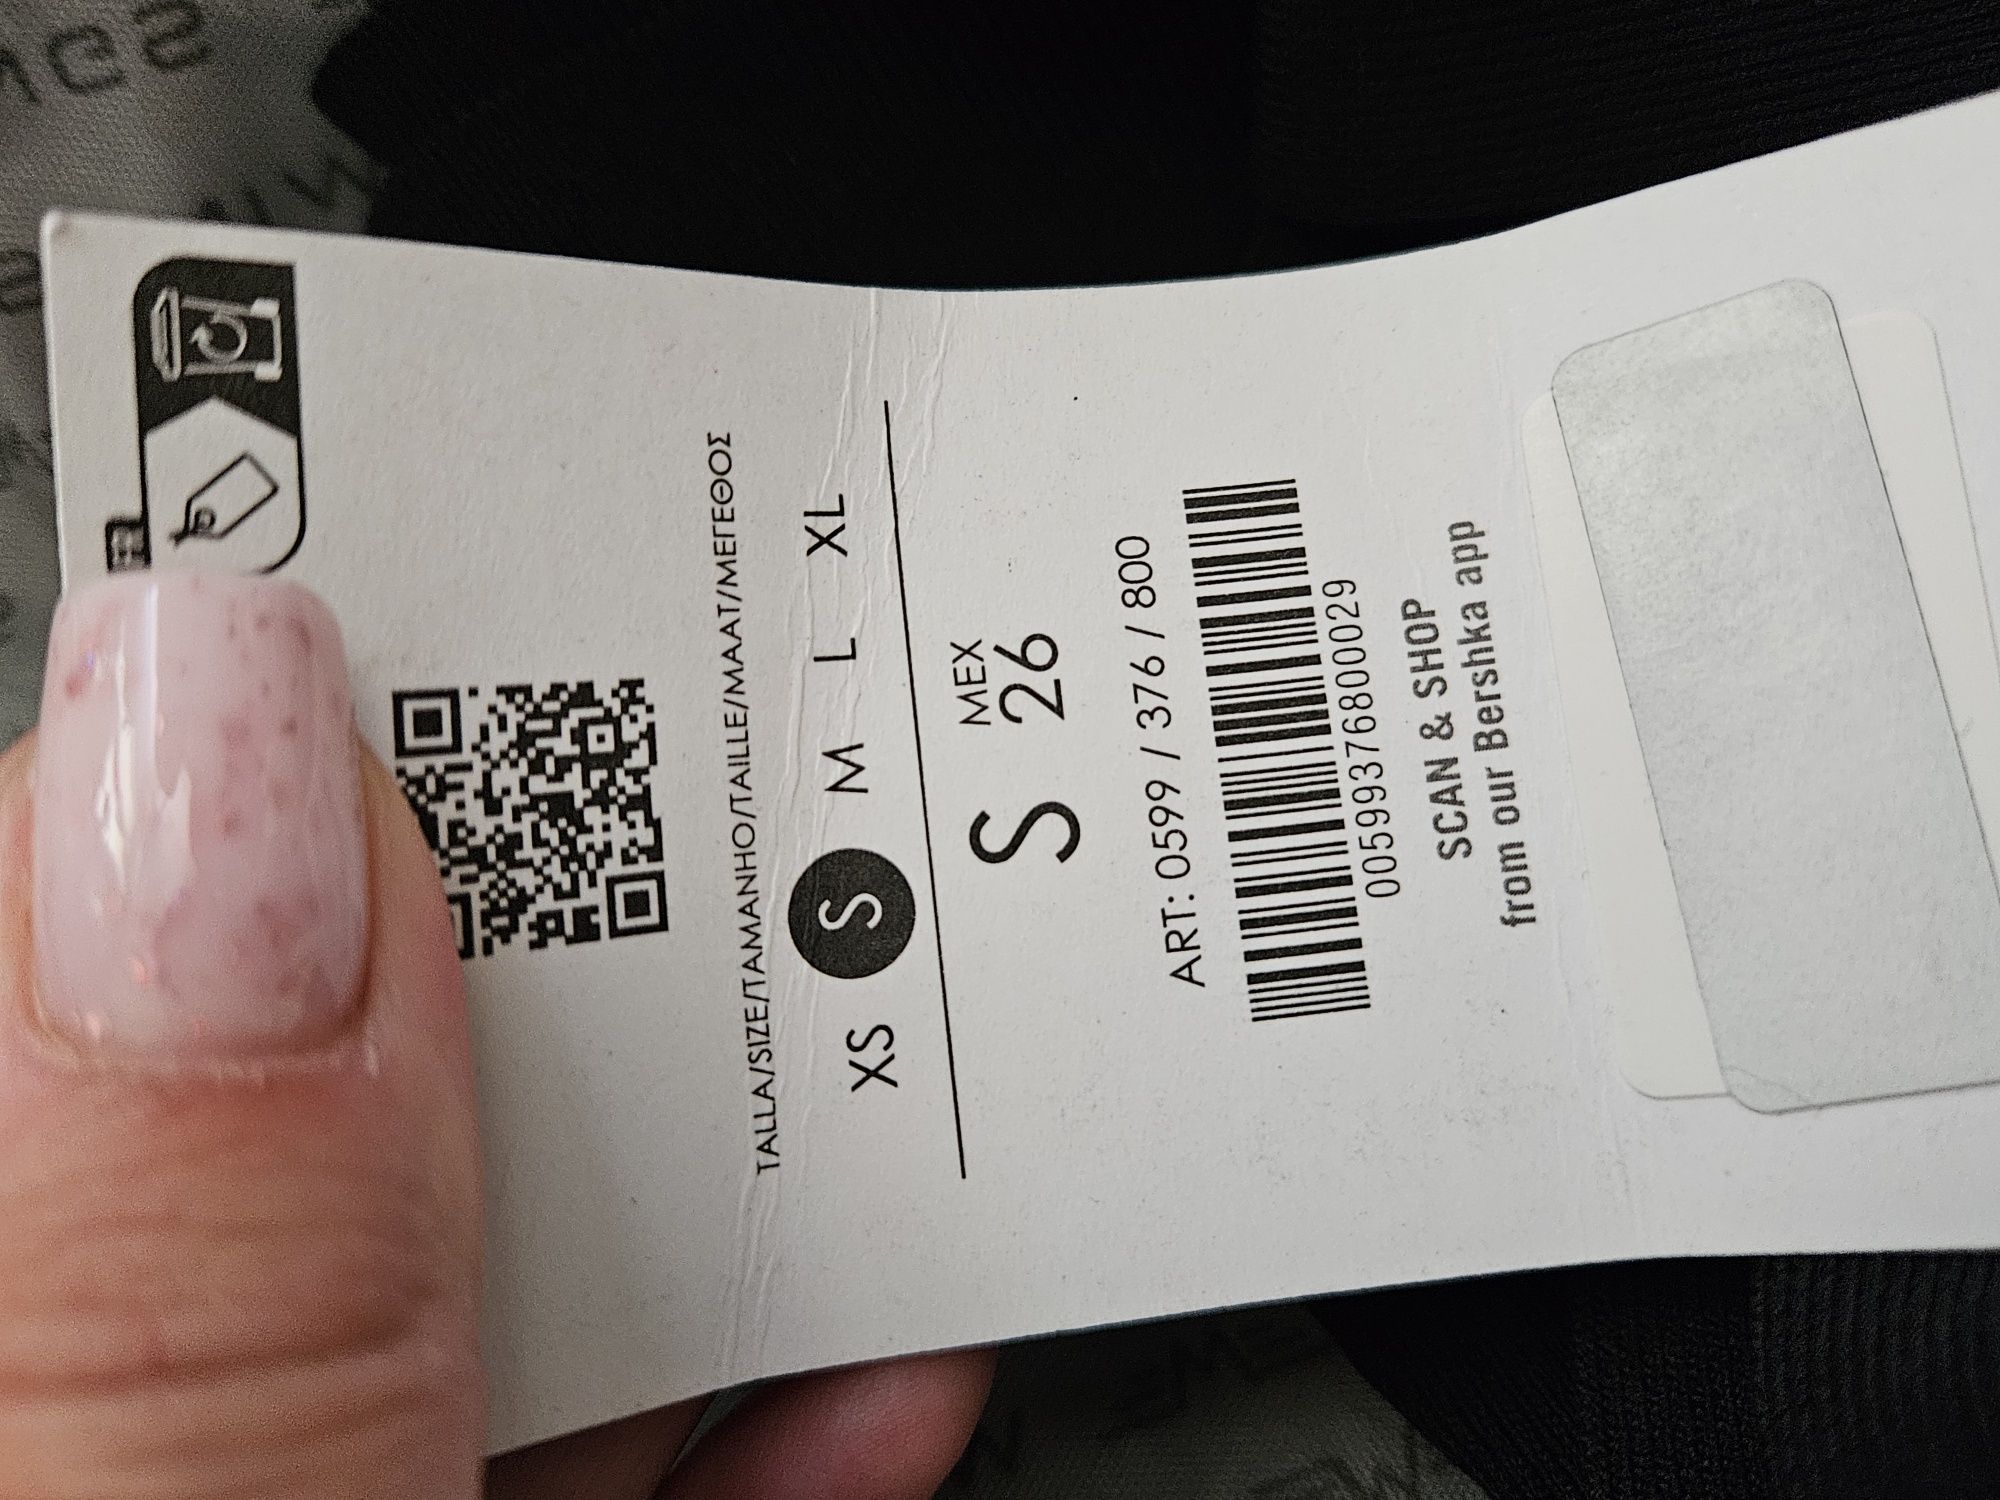 FR
TALLA/SIZE/TAMANHO/TAILLE/MAAT/ΜΕΓΕΘΟΣ
XS S M L XL
S MEX 26
ART: 0599 / 376 / 800
00599376800029
SCAN & SHOP
from our Bershka app